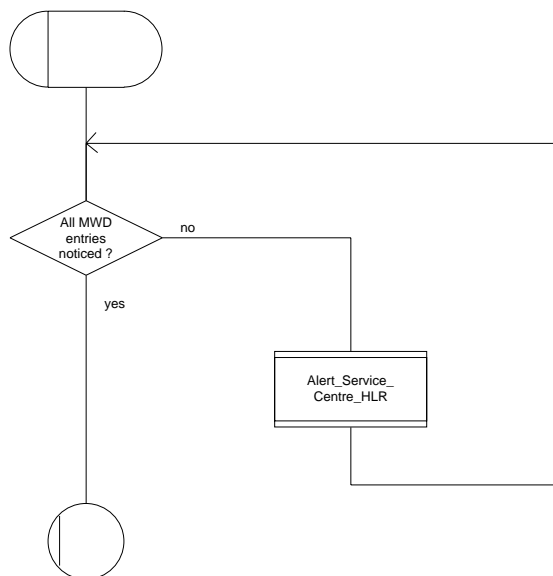 All MWD
entries
noticed ?
no
yes
Alert_Service_
Centre_HLR